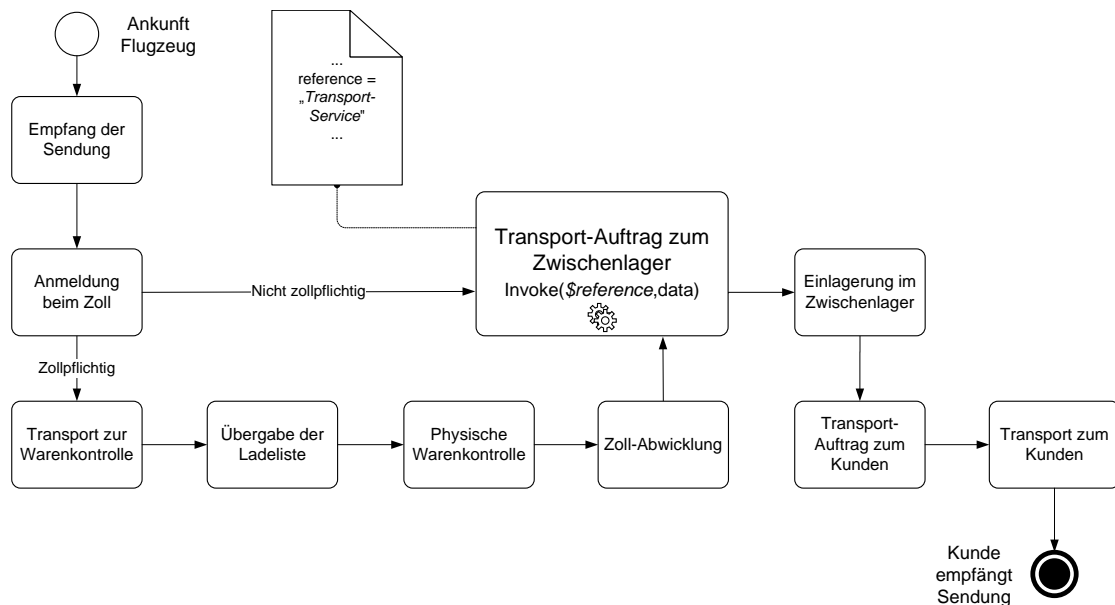 Ankunft
Flugzeug
...
reference =
„Transport-
Service"
...
Empfang der
Sendung
Transport-Auftrag zum
Zwischenlager
Invoke($reference,data)
Anmeldung
beim Zoll
Nicht zollpflichtig
Einlagerung im
Zwischenlager
Zollpflichtig
Transport zur
Warenkontrolle
Übergabe der
Ladeliste
Physische
Warenkontrolle
Zoll-Abwicklung
Transport-
Auftrag zum
Kunden
Transport zum
Kunden
Kunde
empfängt
Sendung